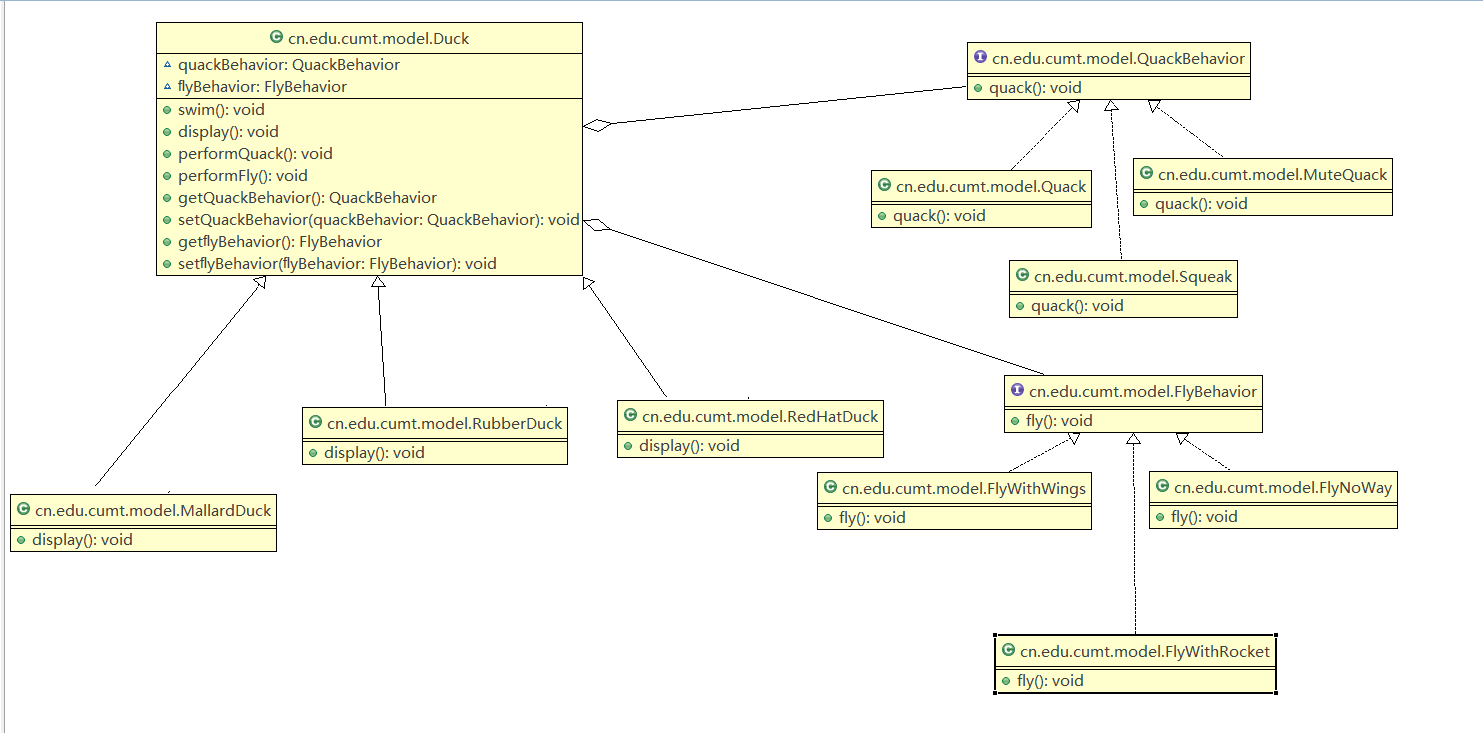 cn.edu.cumt.model.Duck
quackBehavior: QuackBehavior
flyBehavior: FlyBehavior
swim(): void
display(): void
performQuack(): void
performFly(): void
getQuackBehavior(): QuackBehavior
setQuackBehavior(quackBehavior: QuackBehavior): void
getflyBehavior(): FlyBehavior
setflyBehavior(flyBehavior: FlyBehavior): void
cn.edu.cumt.model.QuackBehavior
quack(): void
cn.edu.cumt.model.Quack
quack(): void
cn.edu.cumt.model.MuteQuack
quack(): void
cn.edu.cumt.model.Squeak
quack(): void
cn.edu.cumt.model.MallardDuck
display(): void
cn.edu.cumt.model.RubberDuck
display(): void
cn.edu.cumt.model.RedHatDuck
display(): void
cn.edu.cumt.model.FlyBehavior
fly(): void
cn.edu.cumt.model.FlyWithWings
fly(): void
cn.edu.cumt.model.FlyNoWay
fly(): void
cn.edu.cumt.model.FlyWithRocket
fly(): void